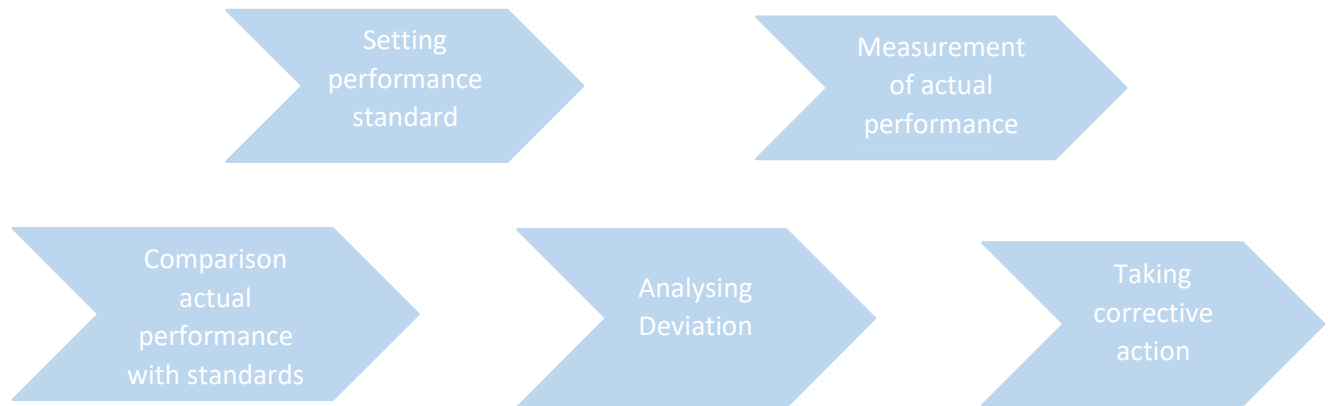 Setting
performance
standard
Measurement
of actual
performance
Comparison
actual
performance
with standards
Analysing
Deviation
Taking
corrective
action